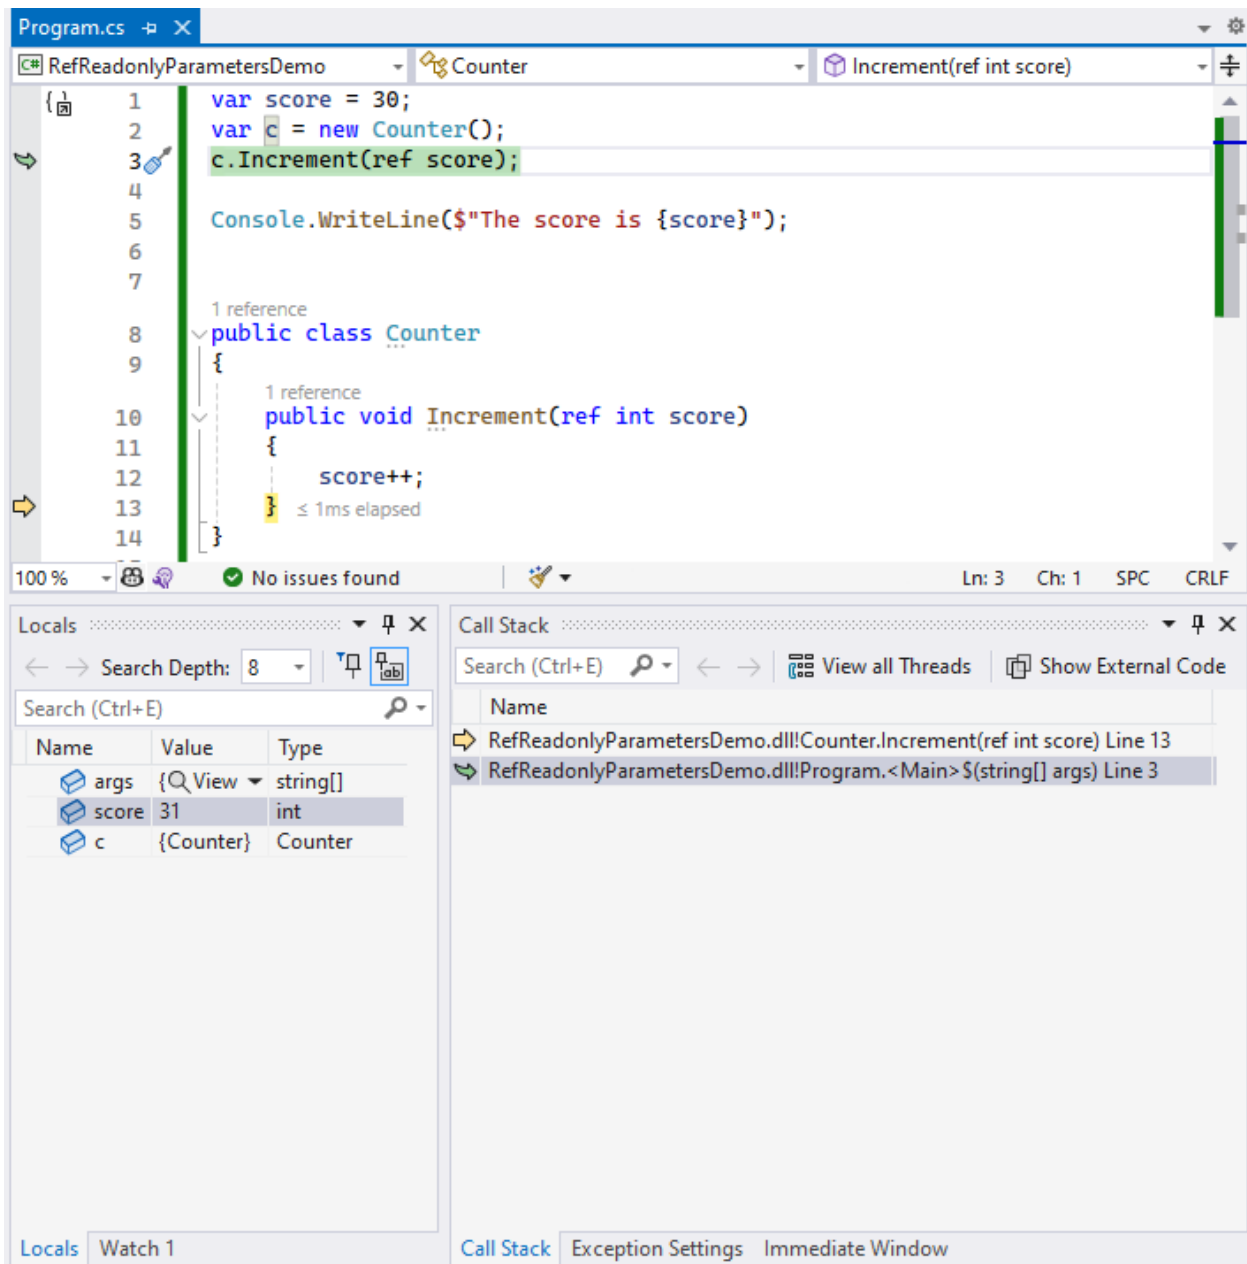 Program.cs
C# RefReadonlyParametersDemo Counter Increment(ref int score)
1 var score = 30;
2 var c = new Counter();
3 c.Increment(ref score);
4
5 Console.WriteLine($"The score is {score}");
6
7
1 reference
8 public class Counter
9 {
1 reference
10 public void Increment(ref int score)
11 {
12 score++;
13 } ≤ 1ms elapsed
14 }
100 % No issues found Ln: 3 Ch: 1 SPC CRLF
Locals
Search Depth: 8
Search (Ctrl+E)
Name Value Type
args {View string[]
score 31 int
c {Counter} Counter
Locals Watch 1
Call Stack
Search (Ctrl+E) View all Threads Show External Code
Name
RefReadonlyParametersDemo.dll!Counter.Increment(ref int score) Line 13
RefReadonlyParametersDemo.dll!Program.<Main>$(string[] args) Line 3
Call Stack Exception Settings Immediate Window